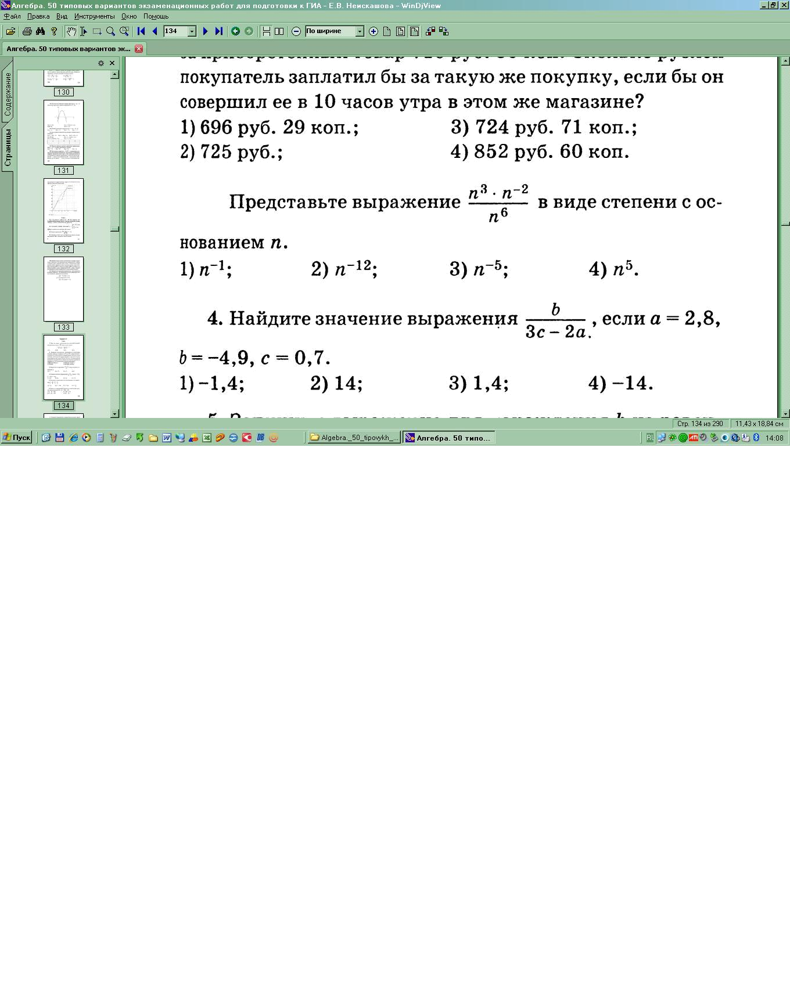 Алгебра. 50 типовых вариантов экзаменационных работ для подготовки к ГИА - Е.В. Неискашова - WinDjView
Файл Правка Вид Инструменты Окно Помощь
134 По ширине
Алгебра. 50 типовых вариантов эк...
Содержание
Страницы
130
131
132
133
134
покупатель заплатил бы за такую же покупку, если бы он
совершил ее в 10 часов утра в этом же магазине?
1) 696 руб. 29 коп.; 3) 724 руб. 71 коп.;
2) 725 руб.; 4) 852 руб. 60 коп.
Представьте выражение \frac{n^3 · n^{-2}}{n^6} в виде степени с ос-
нованием n.
1) n^{-1}; 2) n^{-12}; 3) n^{-5}; 4) n^5.
4. Найдите значение выражения \frac{b}{3c – 2a}, если a = 2,8,
b = –4,9, c = 0,7.
1) –1,4; 2) 14; 3) 1,4; 4) –14.
Стр. 134 из 290 11,43 x 18,84 см
Пуск Algebra._50_tipovykh_... Алгебра. 50 типо... 14:08